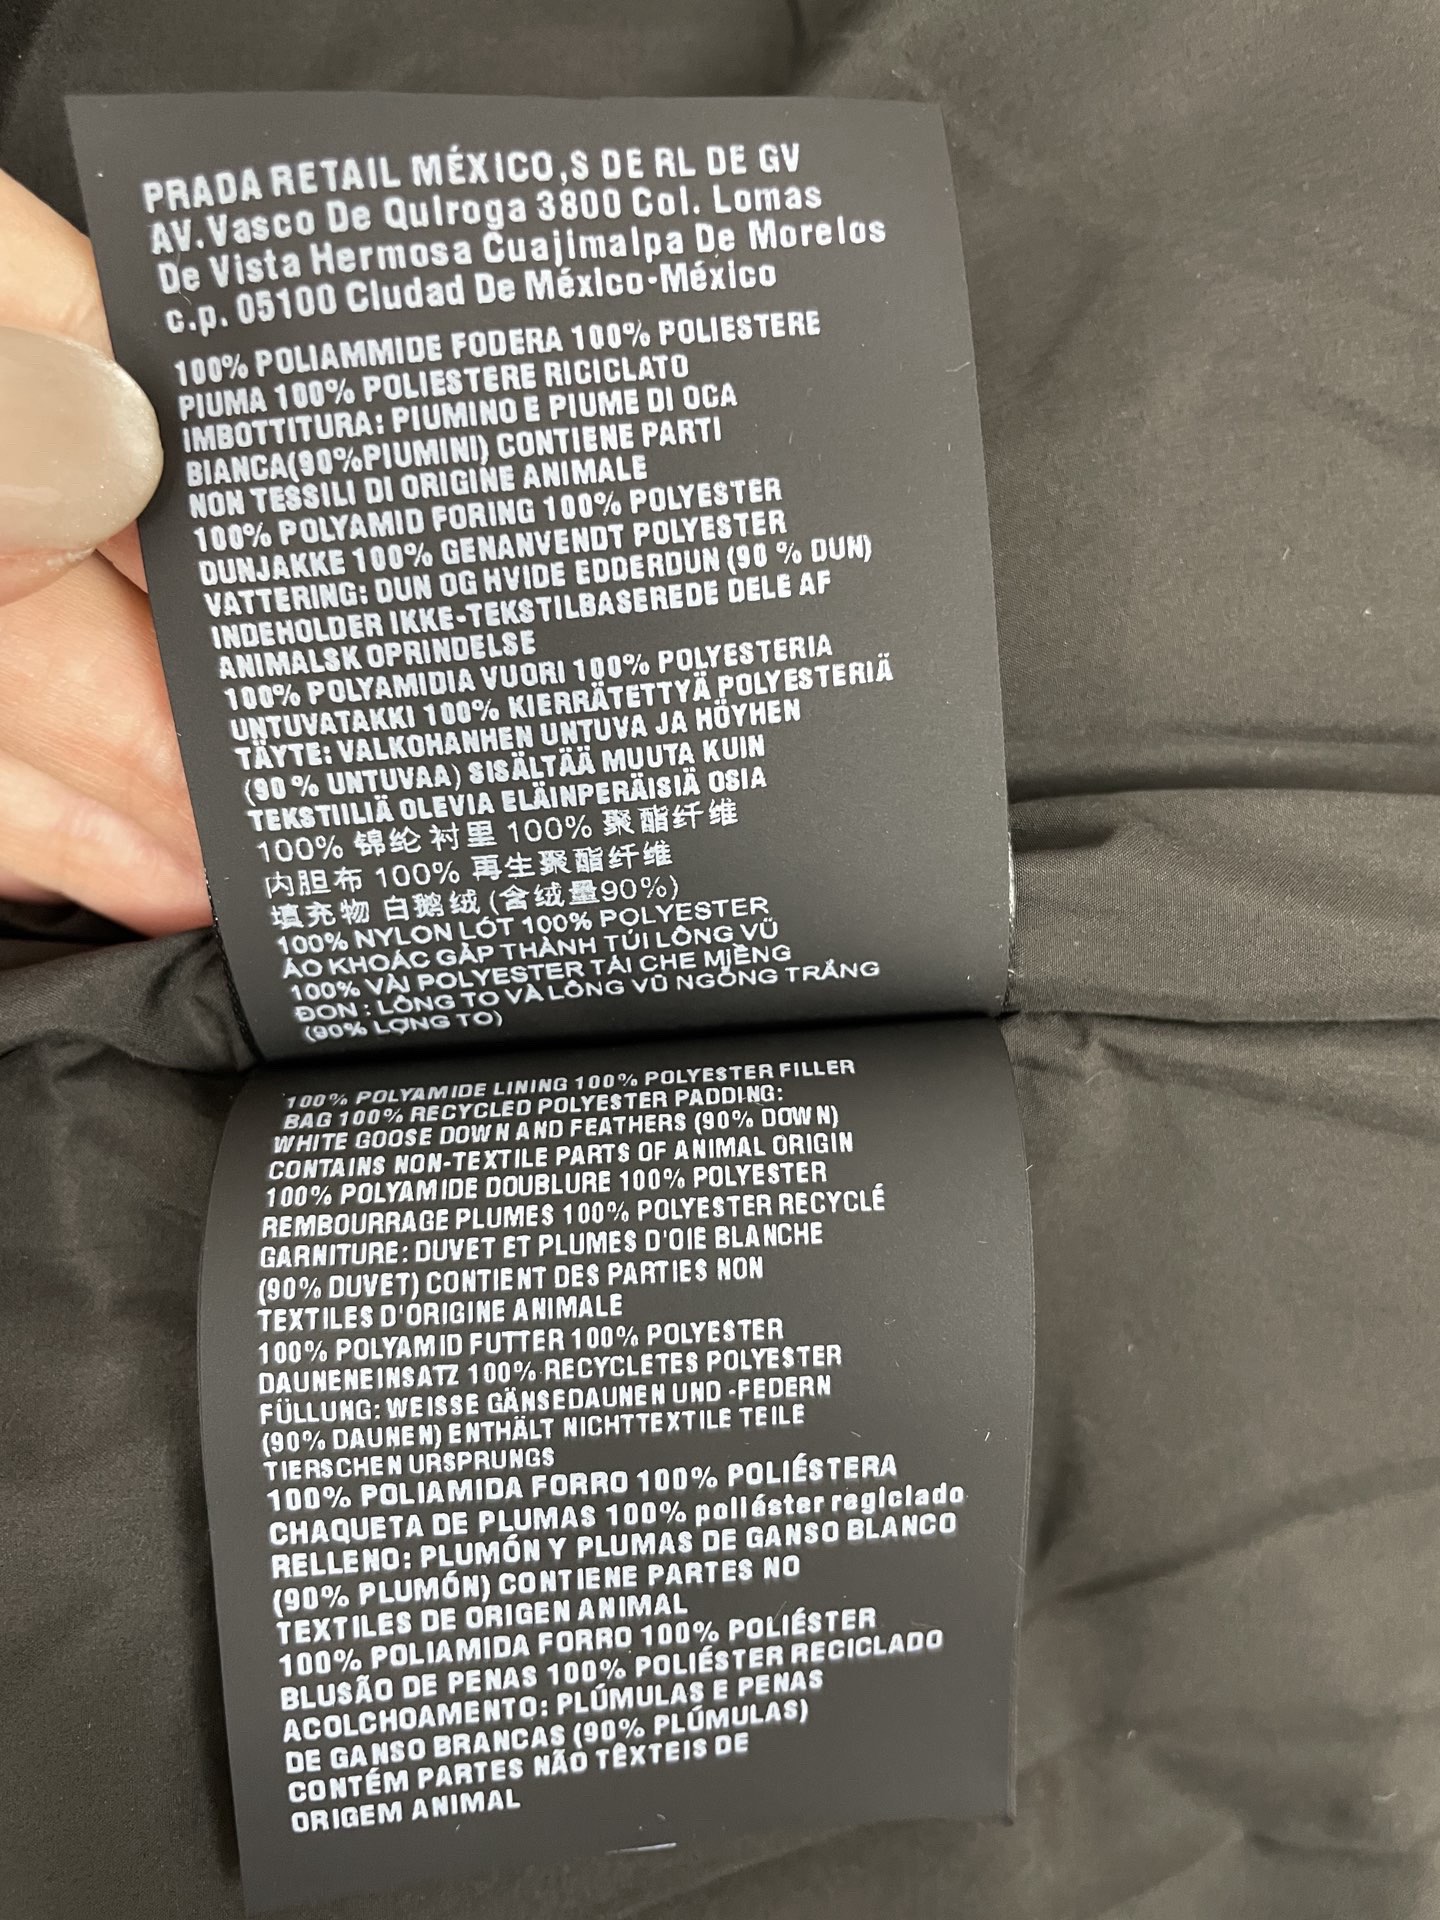 PRADA RETAIL MÉXICO,S DE RL DE GV
AV.Vasco De Qulroga 3800 Col. Lomas
De Vista Hermosa Cuajlmalpa De Morelos
c.p. 05100 Cludad De Méxlco-Méxlco
100% POLIAMMIDE FODERA 100% POLIESTERE
PIUMA 100% POLIESTERE RICICLATO
IMBOTTITURA: PIUMINO E PIUME DI OCA
BIANCA(90%PIUMINI) CONTIENE PARTI
NON TESSILI DI ORIGINE ANIMALE
100% POLYAMID FORING 100% POLYESTER
DUNJAKKE 100% GENANVENDT POLYESTER
VATTERING: DUN OG HVIDE EDDERDUN (90 % DUN)
INDEHOLDER IKKE-TEKSTILBASEREDE DELE AF
ANIMALSK OPRINDELSE
100% POLYAMIDIA VUORI 100% POLYESTERIA
UNTUVATAKKI 100% KIERRÄTETTYÄ POLYESTERIÄ
TÄYTE: VALKOHANHEN UNTUVA JA HÖYHEN
(90 % UNTUVAA) SISÄLTÄÄ MUUTA KUIN
TEKSTIILIÄ OLEVIA ELÄINPERÄISIÄ OSIA
100% 锦纶 衬里 100% 聚酯纤维
内胆布 100% 再生聚酯纤维
填充物 白鹅绒 (含绒量90%)
100% NYLON LÓT 100% POLYESTER
ÁO KHOÁC GẬP THÀNH TÚI LÔNG VŨ
100% VẢI POLYESTER TÁI CHE MIỀNG
ĐON : LÔNG TO VÀ LÔNG VŨ NGỖNG TRẮNG
(90% LỢNG TO)
100% POLYAMIDE LINING 100% POLYESTER FILLER
BAG 100% RECYCLED POLYESTER PADDING:
WHITE GOOSE DOWN AND FEATHERS (90% DOWN)
CONTAINS NON-TEXTILE PARTS OF ANIMAL ORIGIN
100% POLYAMIDE DOUBLURE 100% POLYESTER
REMBOURRAGE PLUMES 100% POLYESTER RECYCLÉ
GARNITURE: DUVET ET PLUMES D'OIE BLANCHE
(90% DUVET) CONTIENT DES PARTIES NON
TEXTILES D'ORIGINE ANIMALE
100% POLYAMID FUTTER 100% POLYESTER
DAUNENEINSATZ 100% RECYCLETES POLYESTER
FÜLLUNG: WEISSE GÄNSEDAUNEN UND -FEDERN
(90% DAUNEN) ENTHÄLT NICHTTEXTILE TEILE
TIERSCHEN URSPRUNGS
100% POLIAMIDA FORRO 100% POLIÉSTERA
CHAQUETA DE PLUMAS 100% poliéster reglclado
RELLENO: PLUMÓN Y PLUMAS DE GANSO BLANCO
(90% PLUMÓN) CONTIENE PARTES NO
TEXTILES DE ORIGEN ANIMAL
100% POLIAMIDA FORRO 100% POLIÉSTER
BLUSÃO DE PENAS 100% POLIÉSTER RECICLADO
ACOLCHOAMENTO: PLÚMULAS E PENAS
DE GANSO BRANCAS (90% PLÚMULAS)
CONTÉM PARTES NÃO TÊXTEIS DE
ORIGEM ANIMAL